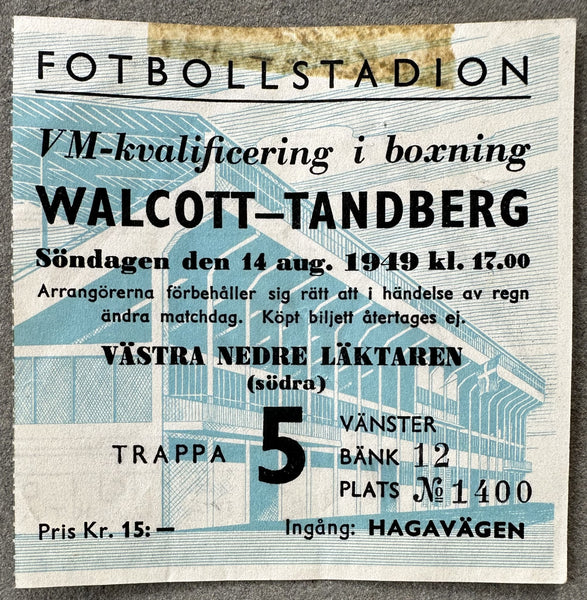 FOTBOLLSTADION
VM-kvalificering i boxning
WALCOTT–TANDBERG
Söndagen den 14 aug. 1949 kl. 17.00
Arrangörerna förbehåller sig rätt att i händelse av regn
ändra matchdag. Köpt biljett återtages ej.
VÄSTRA NEDRE LÄKTAREN
(södra)
TRAPPA 5
VÄNSTER
BÄNK 12
PLATS № 1400
Pris Kr. 15:— Ingång: HAGAVÄGEN